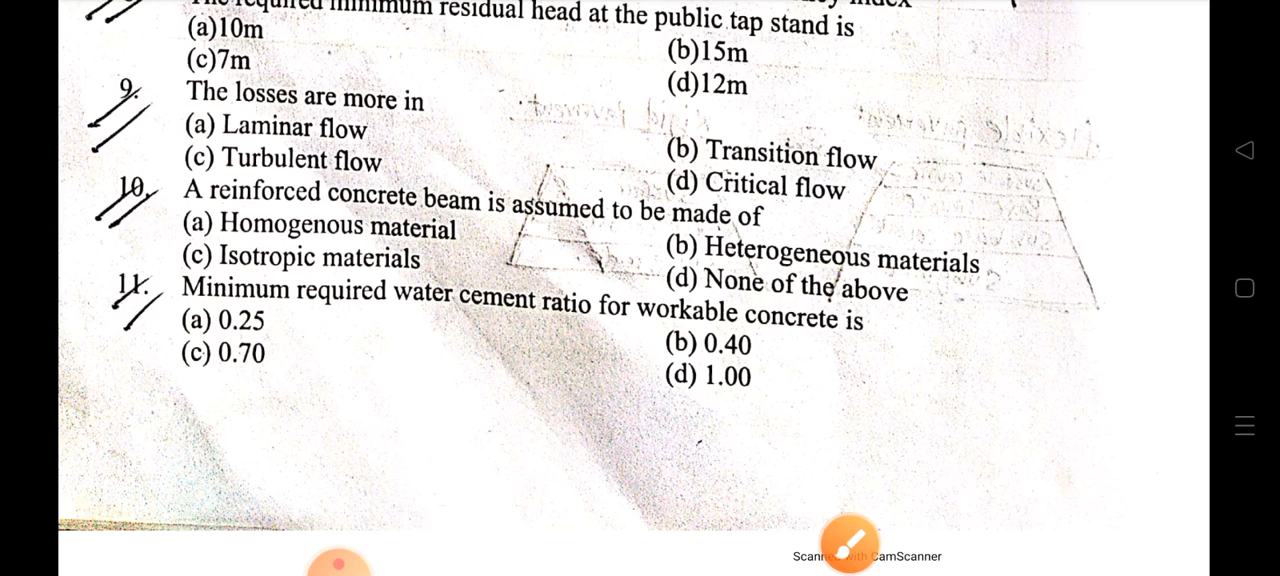 required minimum residual head at the public tap stand is
(a)10m
(b)15m
(c)7m
(d)12m
9. The losses are more in
(a) Laminar flow
(b) Transition flow
(c) Turbulent flow
(d) Critical flow
10. A reinforced concrete beam is assumed to be made of
(a) Homogenous material
(b) Heterogeneous materials
(c) Isotropic materials
(d) None of the above
11. Minimum required water cement ratio for workable concrete is
(a) 0.25
(b) 0.40
(c) 0.70
(d) 1.00
Scanned with CamScanner